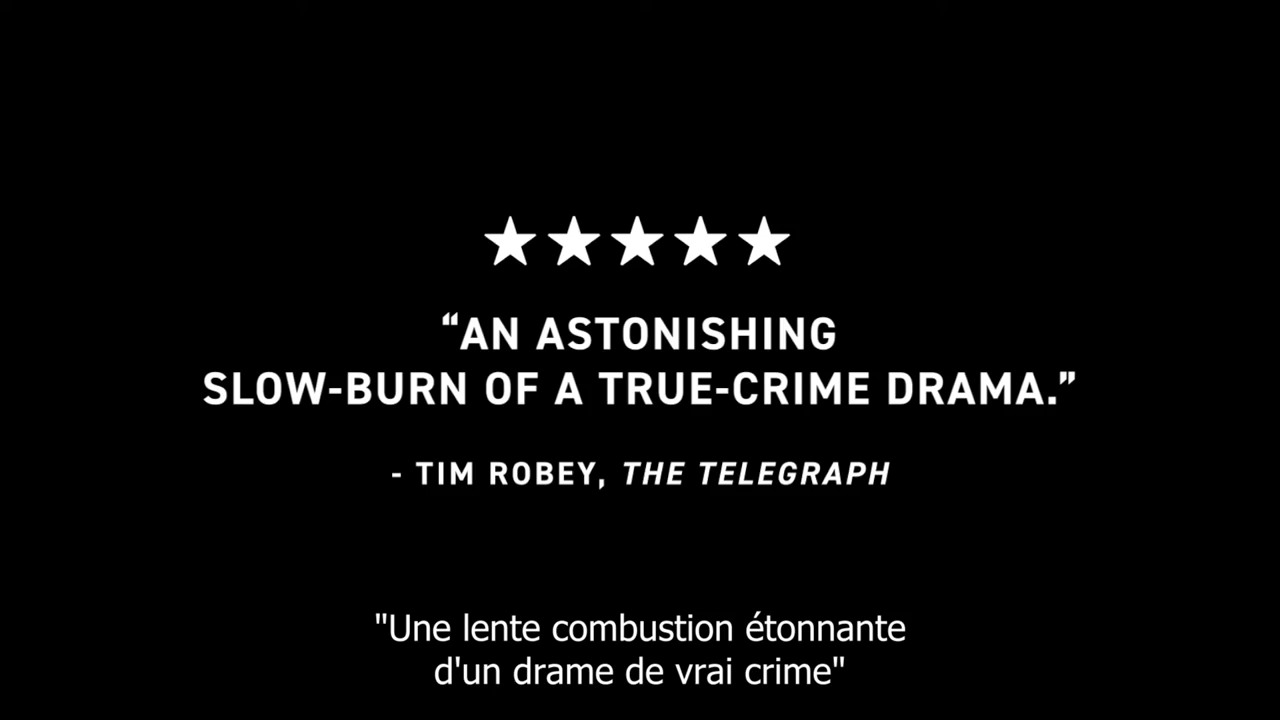 “AN ASTONISHING
SLOW-BURN OF A TRUE-CRIME DRAMA.”
- TIM ROBEY, THE TELEGRAPH
"Une lente combustion étonnante
d'un drame de vrai crime"